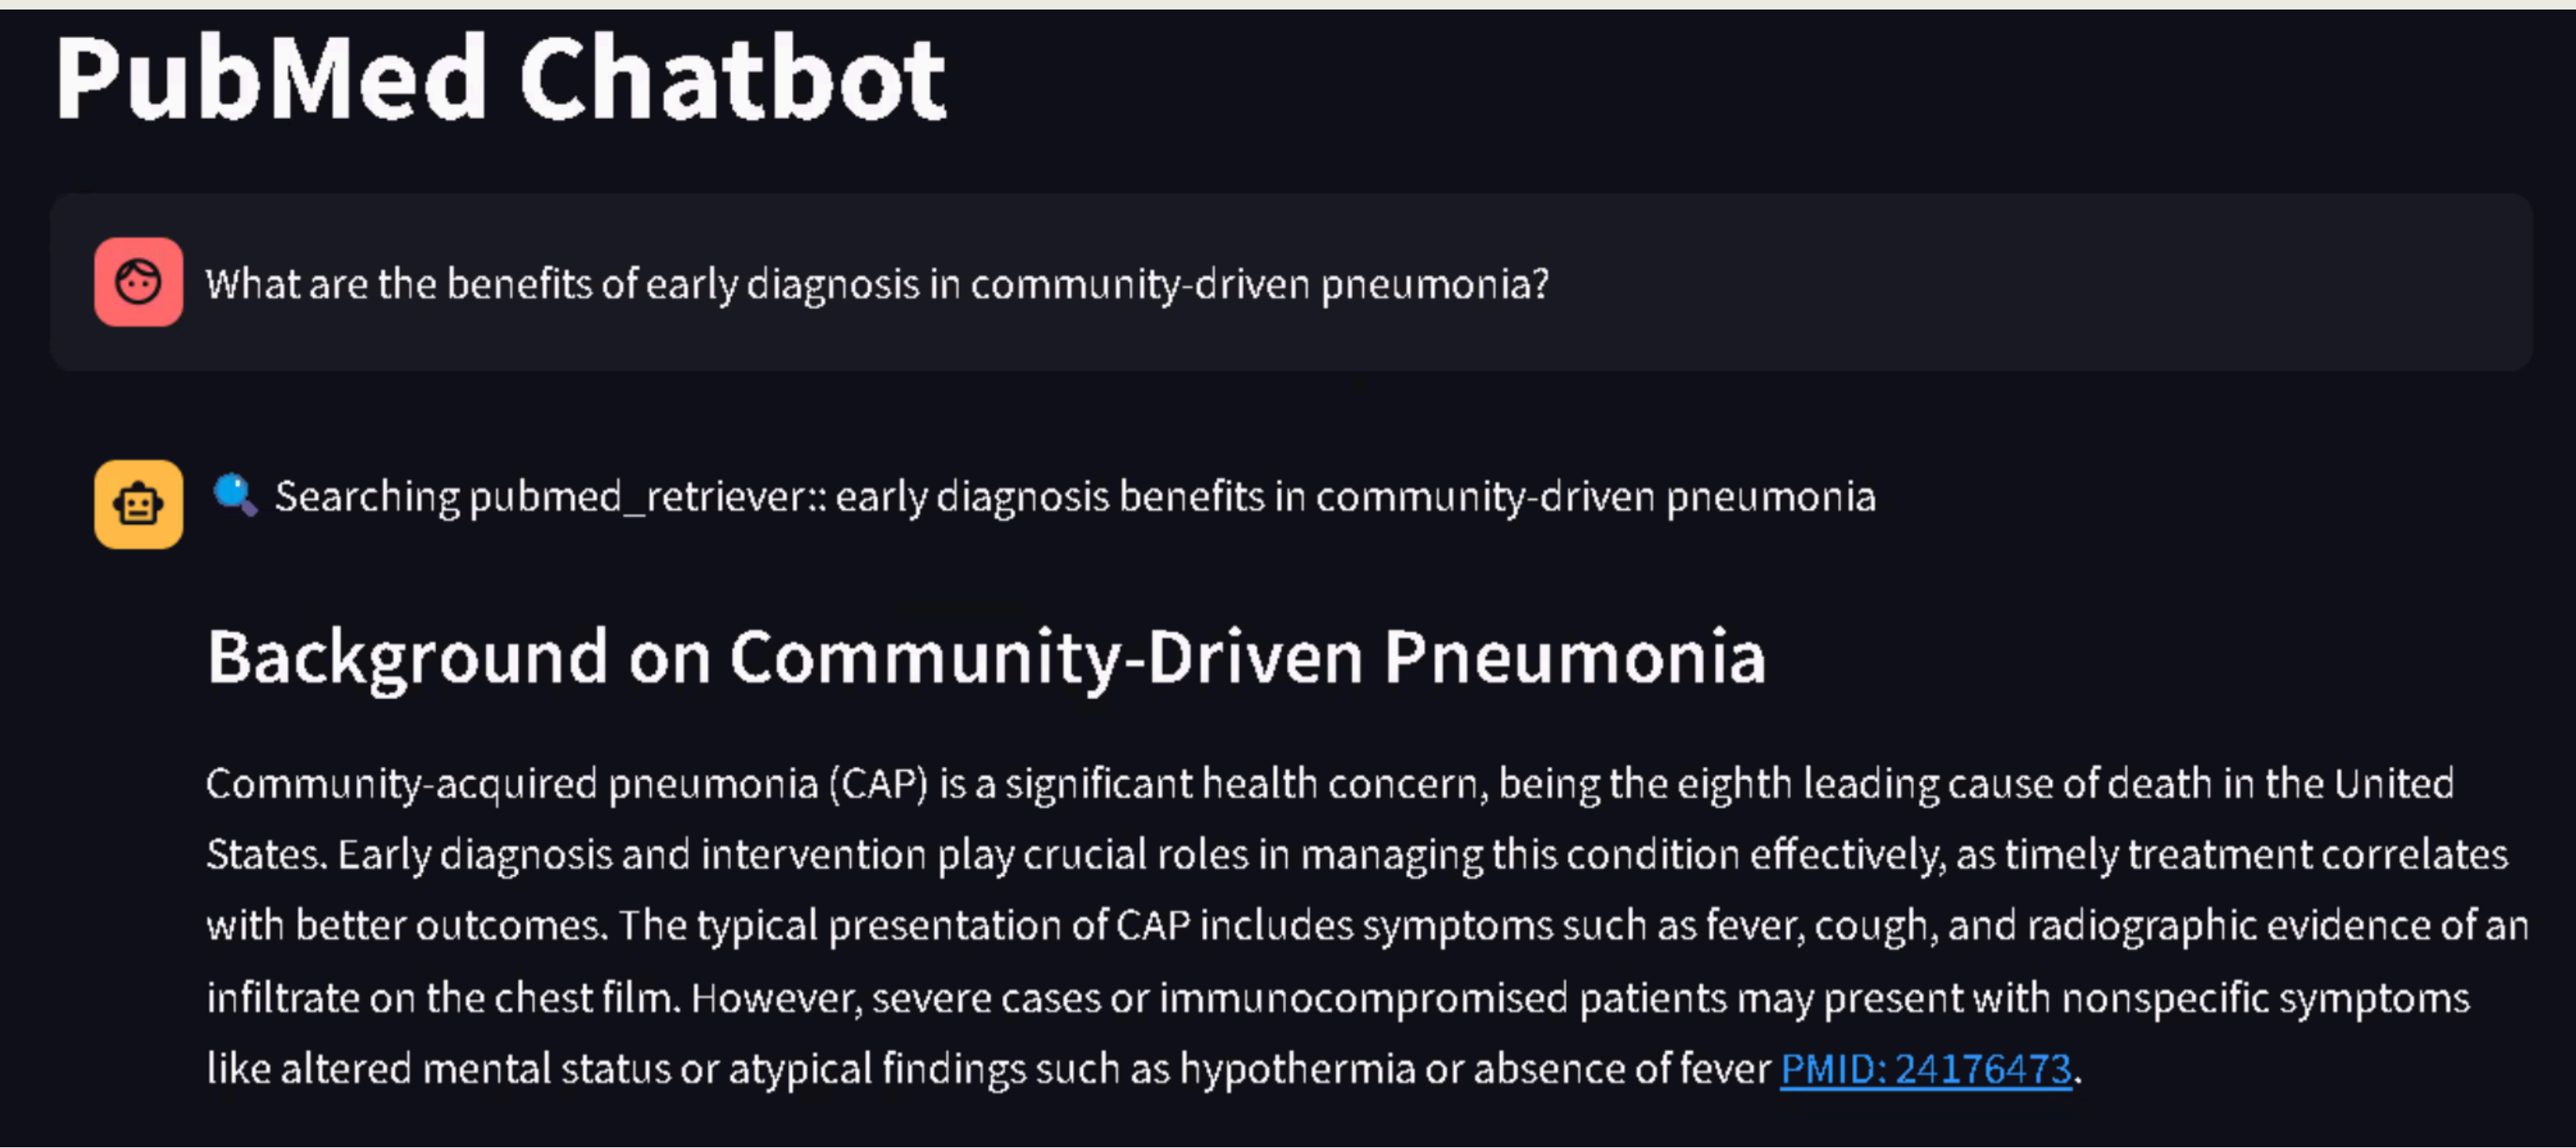 PubMed Chatbot
What are the benefits of early diagnosis in community-driven pneumonia?
Searching pubmed_retriever:: early diagnosis benefits in community-driven pneumonia
Background on Community-Driven Pneumonia
Community-acquired pneumonia (CAP) is a significant health concern, being the eighth leading cause of death in the United
States. Early diagnosis and intervention play crucial roles in managing this condition effectively, as timely treatment correlates
with better outcomes. The typical presentation of CAP includes symptoms such as fever, cough, and radiographic evidence of an
infiltrate on the chest film. However, severe cases or immunocompromised patients may present with nonspecific symptoms
like altered mental status or atypical findings such as hypothermia or absence of fever PMID: 24176473.